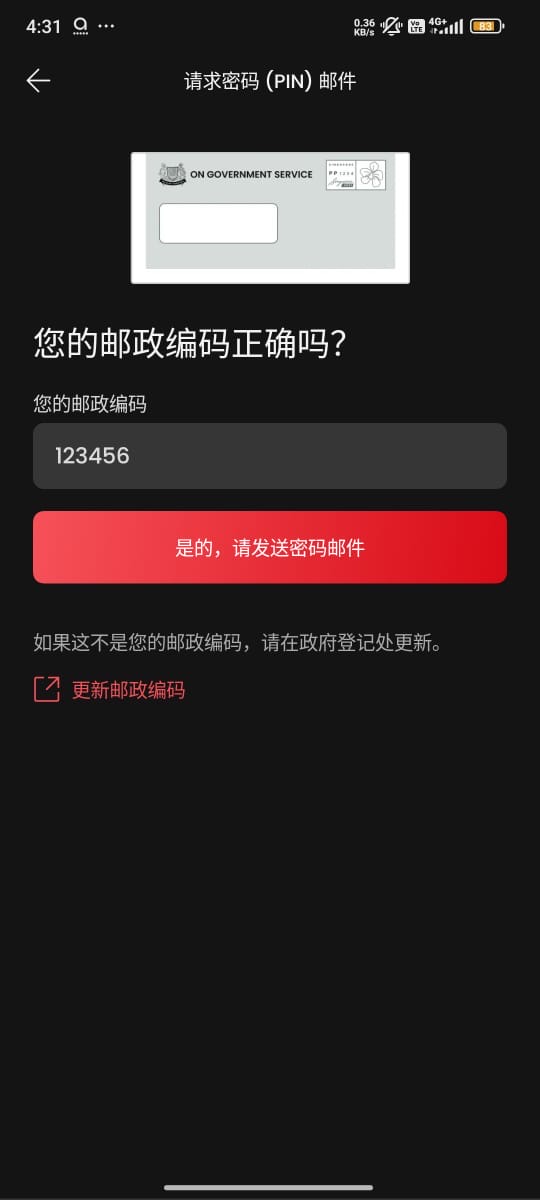 4:31
0.36 KB/s
Vo LTE
4G+
83
请求密码 (PIN) 邮件
ON GOVERNMENT SERVICE
SINGAPORE
PP 1234
您的邮政编码正确吗？
您的邮政编码
123456
是的，请发送密码邮件
如果这不是您的邮政编码，请在政府登记处更新。
更新邮政编码